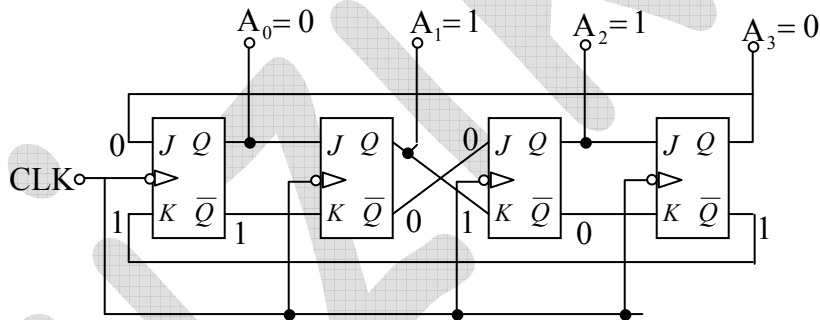 A₀= 0 A₁= 1 A₂= 1 A₃= 0
0 J Q J Q 0 J Q J Q
CLK
1 K Q̅ 1 K Q̅ 0 1 K Q̅ 0 K Q̅ 1